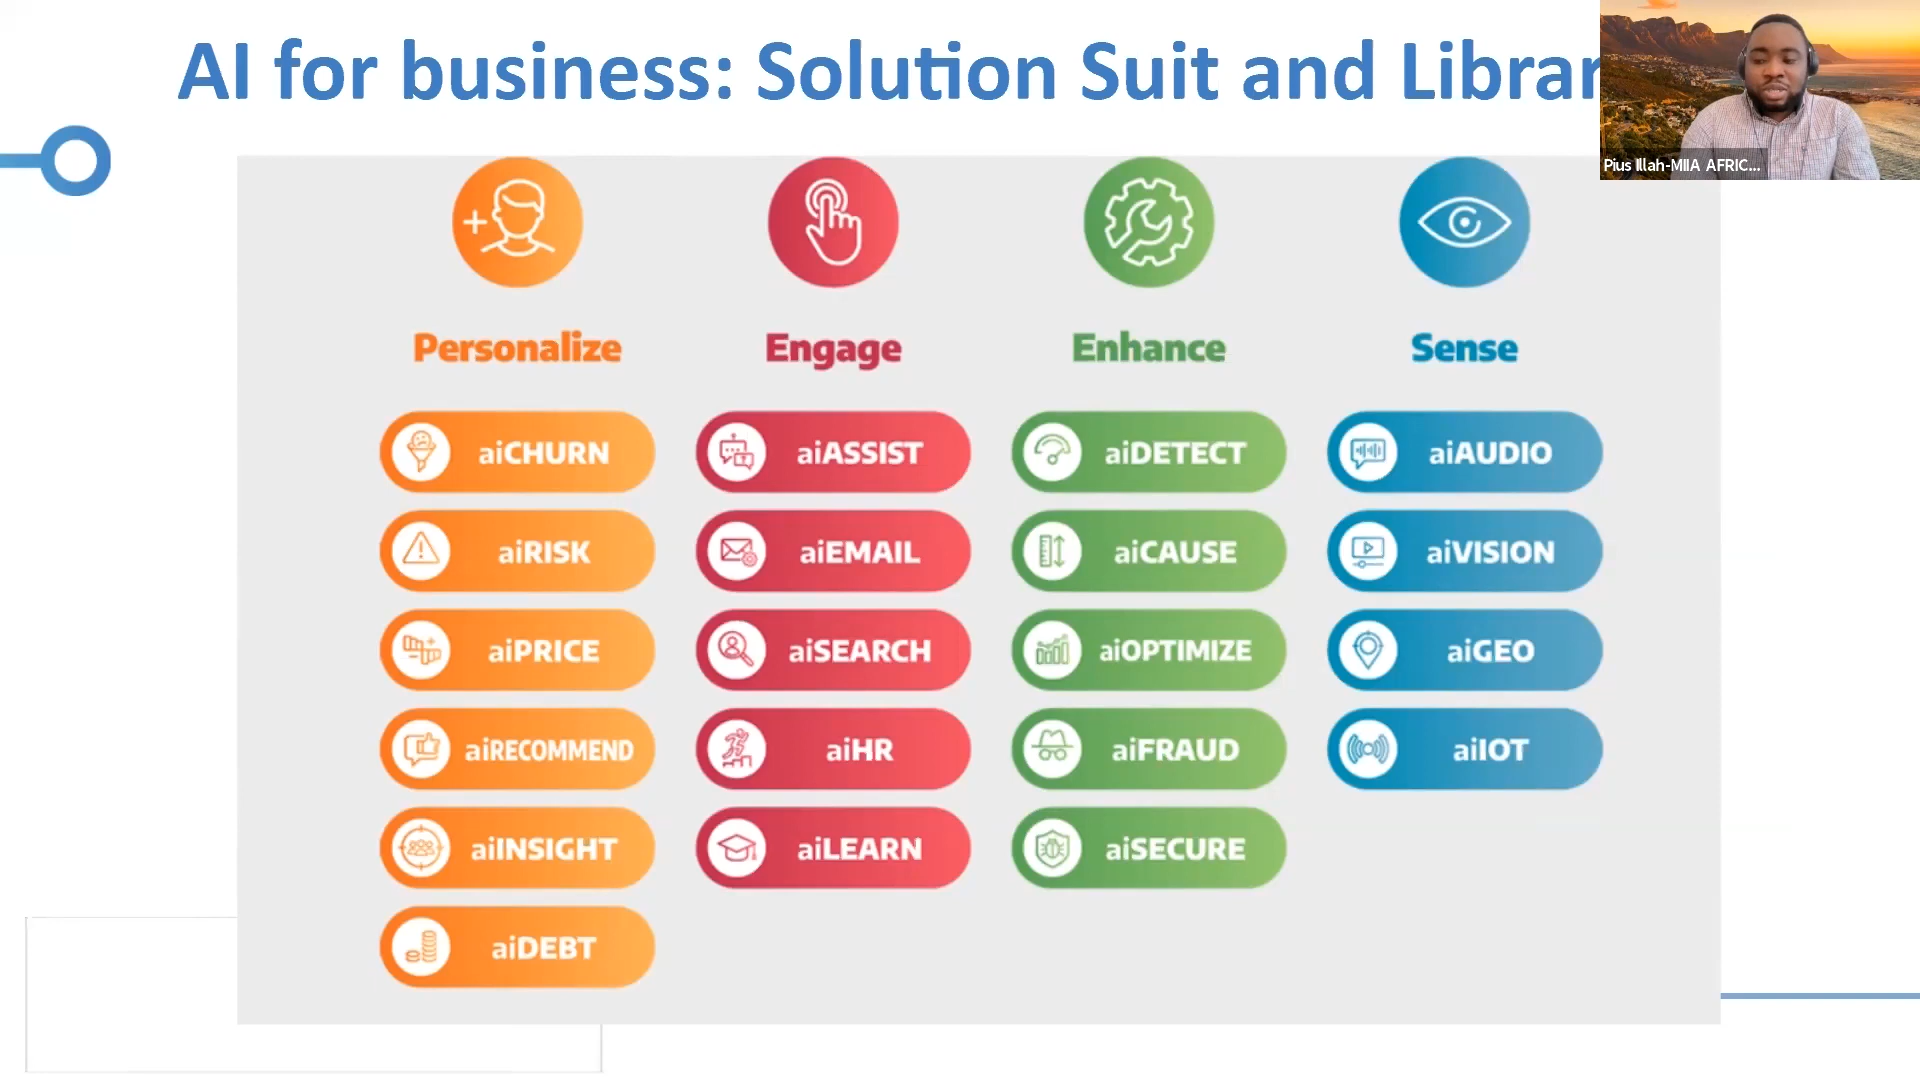 AI for business: Solution Suit and Librar
Pius Illah-MIIA AFRIC...
Personalize
Engage
Enhance
Sense
aiCHURN
aiASSIST
aiDETECT
aiAUDIO
aiRISK
aiEMAIL
aiCAUSE
aiVISION
aiPRICE
aiSEARCH
aiOPTIMIZE
aiGEO
aiRECOMMEND
aiHR
aiFRAUD
aiIOT
aiINSIGHT
aiLEARN
aiSECURE
aiDEBT